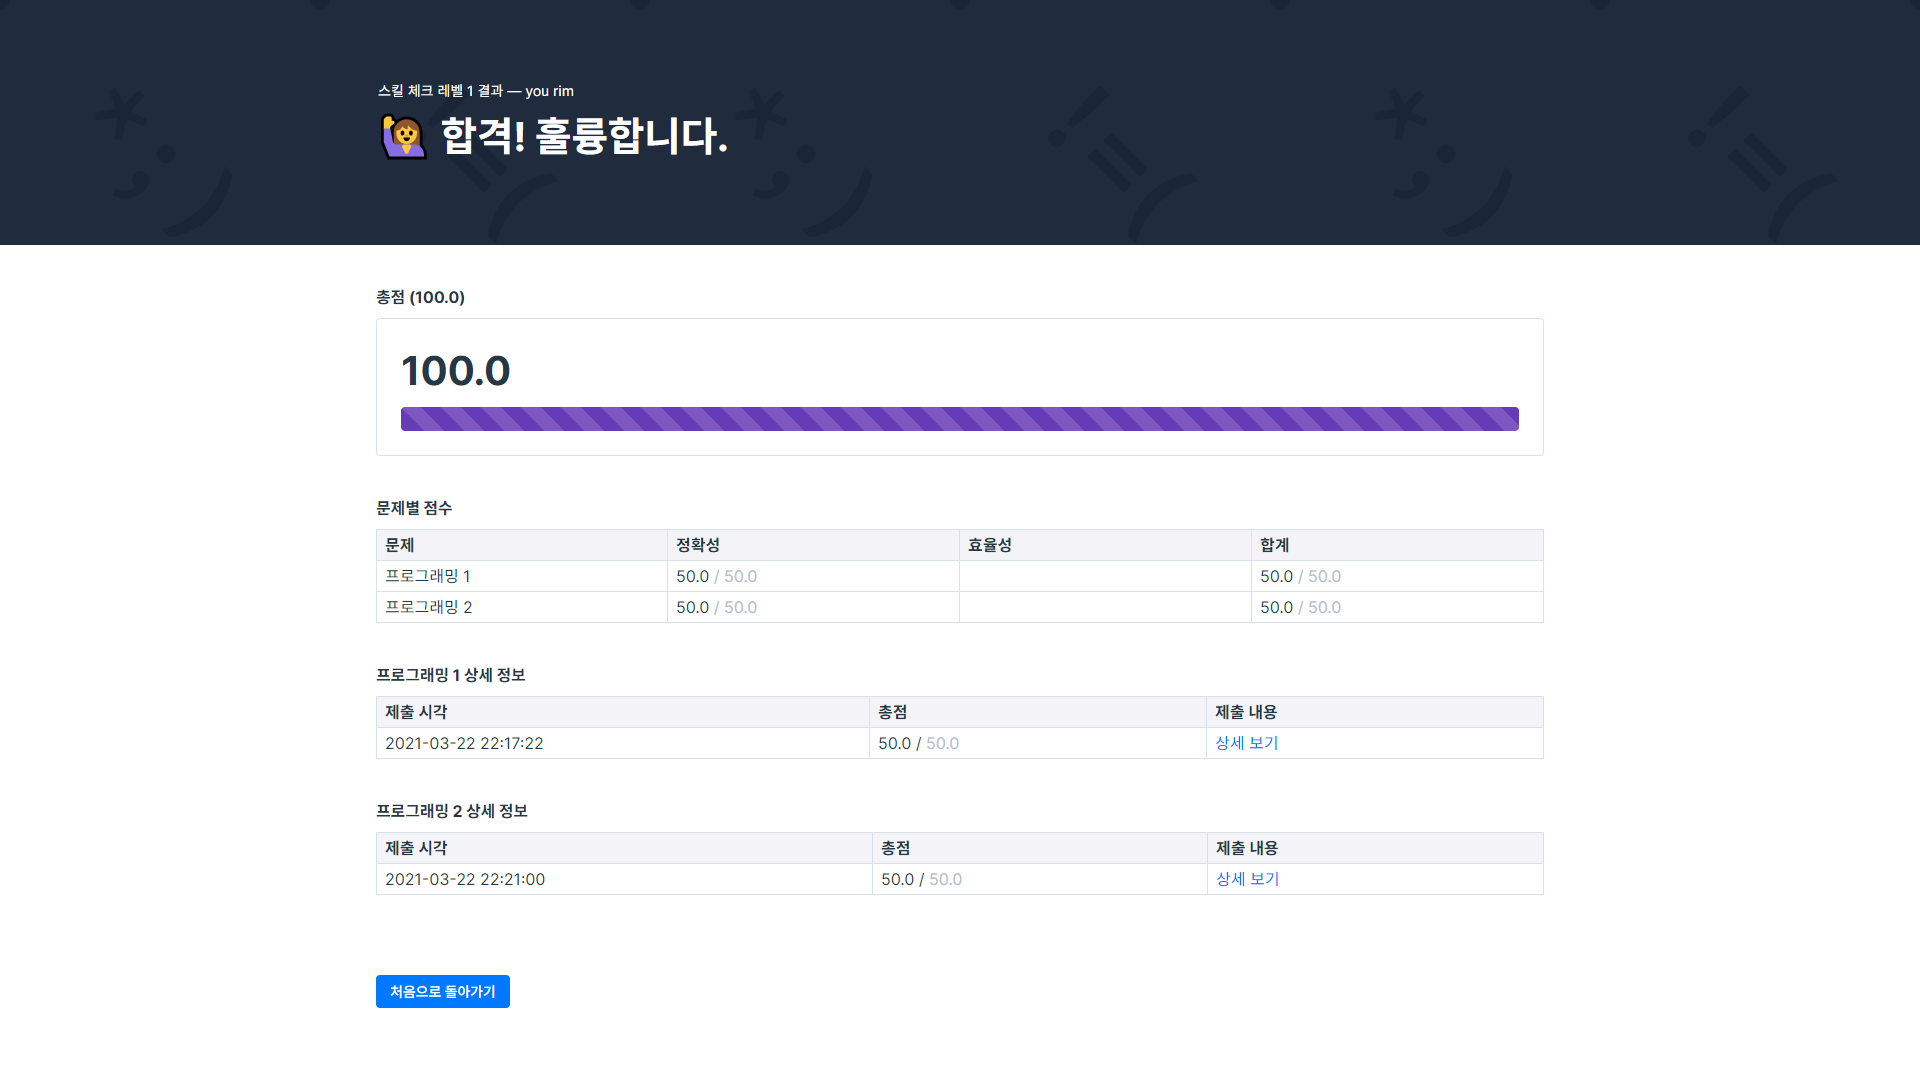 스킬 체크 레벨 1 결과 — you rim
합격! 훌륭합니다.
총점 (100.0)
100.0
문제별 점수
문제 정확성 효율성 합계
프로그래밍 1 50.0 / 50.0 50.0 / 50.0
프로그래밍 2 50.0 / 50.0 50.0 / 50.0
프로그래밍 1 상세 정보
제출 시각 총점 제출 내용
2021-03-22 22:17:22 50.0 / 50.0 상세 보기
프로그래밍 2 상세 정보
제출 시각 총점 제출 내용
2021-03-22 22:21:00 50.0 / 50.0 상세 보기
처음으로 돌아가기